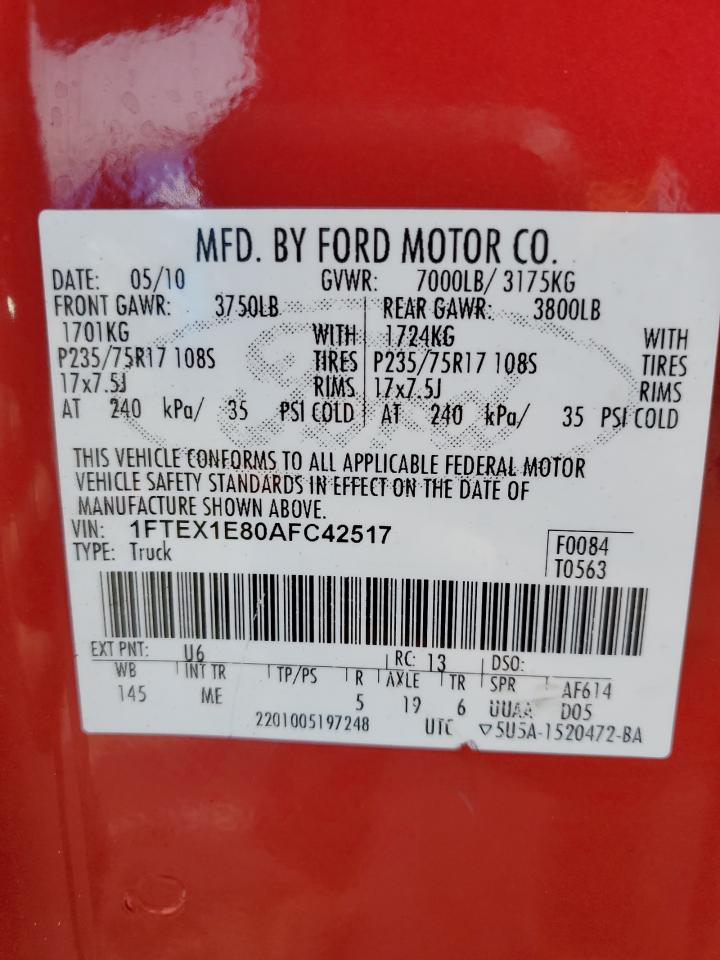 MFD. BY FORD MOTOR CO.
DATE: 05/10 GVWR: 7000LB/ 3175KG
FRONT GAWR: 3750LB REAR GAWR: 3800LB
1701KG WITH 1724KG WITH
P235/75R17 108S TIRES P235/75R17 108S TIRES
17x7.5J RIMS 17x7.5J RIMS
AT 240 kPa/ 35 PSI COLD AT 240 kPa/ 35 PSI COLD
THIS VEHICLE CONFORMS TO ALL APPLICABLE FEDERAL MOTOR
VEHICLE SAFETY STANDARDS IN EFFECT ON THE DATE OF
MANUFACTURE SHOWN ABOVE.
VIN: 1FTEX1E80AFC42517 F0084
TYPE: Truck T0563
EXT PNT: U6 RC: 13 DSO:
WB INT TR TP/PS R AXLE TR SPR AF614
145 ME 5 19 6 UUAA D05
2201005197248 UTC ▽5U5A-1520472-BA